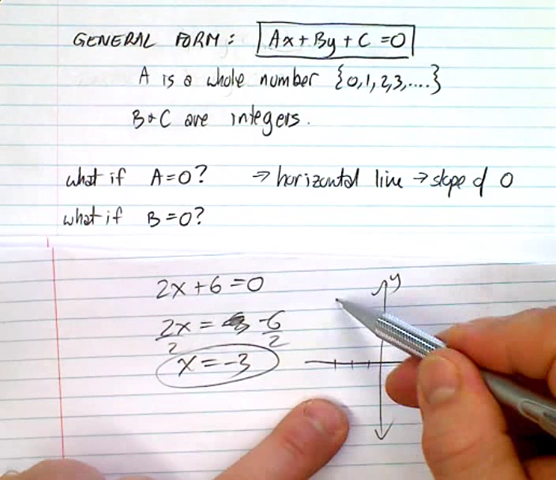 GENERAL FORM: Ax + By + C = 0
A is a whole number {0,1,2,3,....}
B & C are integers.
what if A = 0? ⇒ horizontal line → slope of 0
what if B = 0?
2x + 6 = 0
y
2x = -6
2 2
x = -3